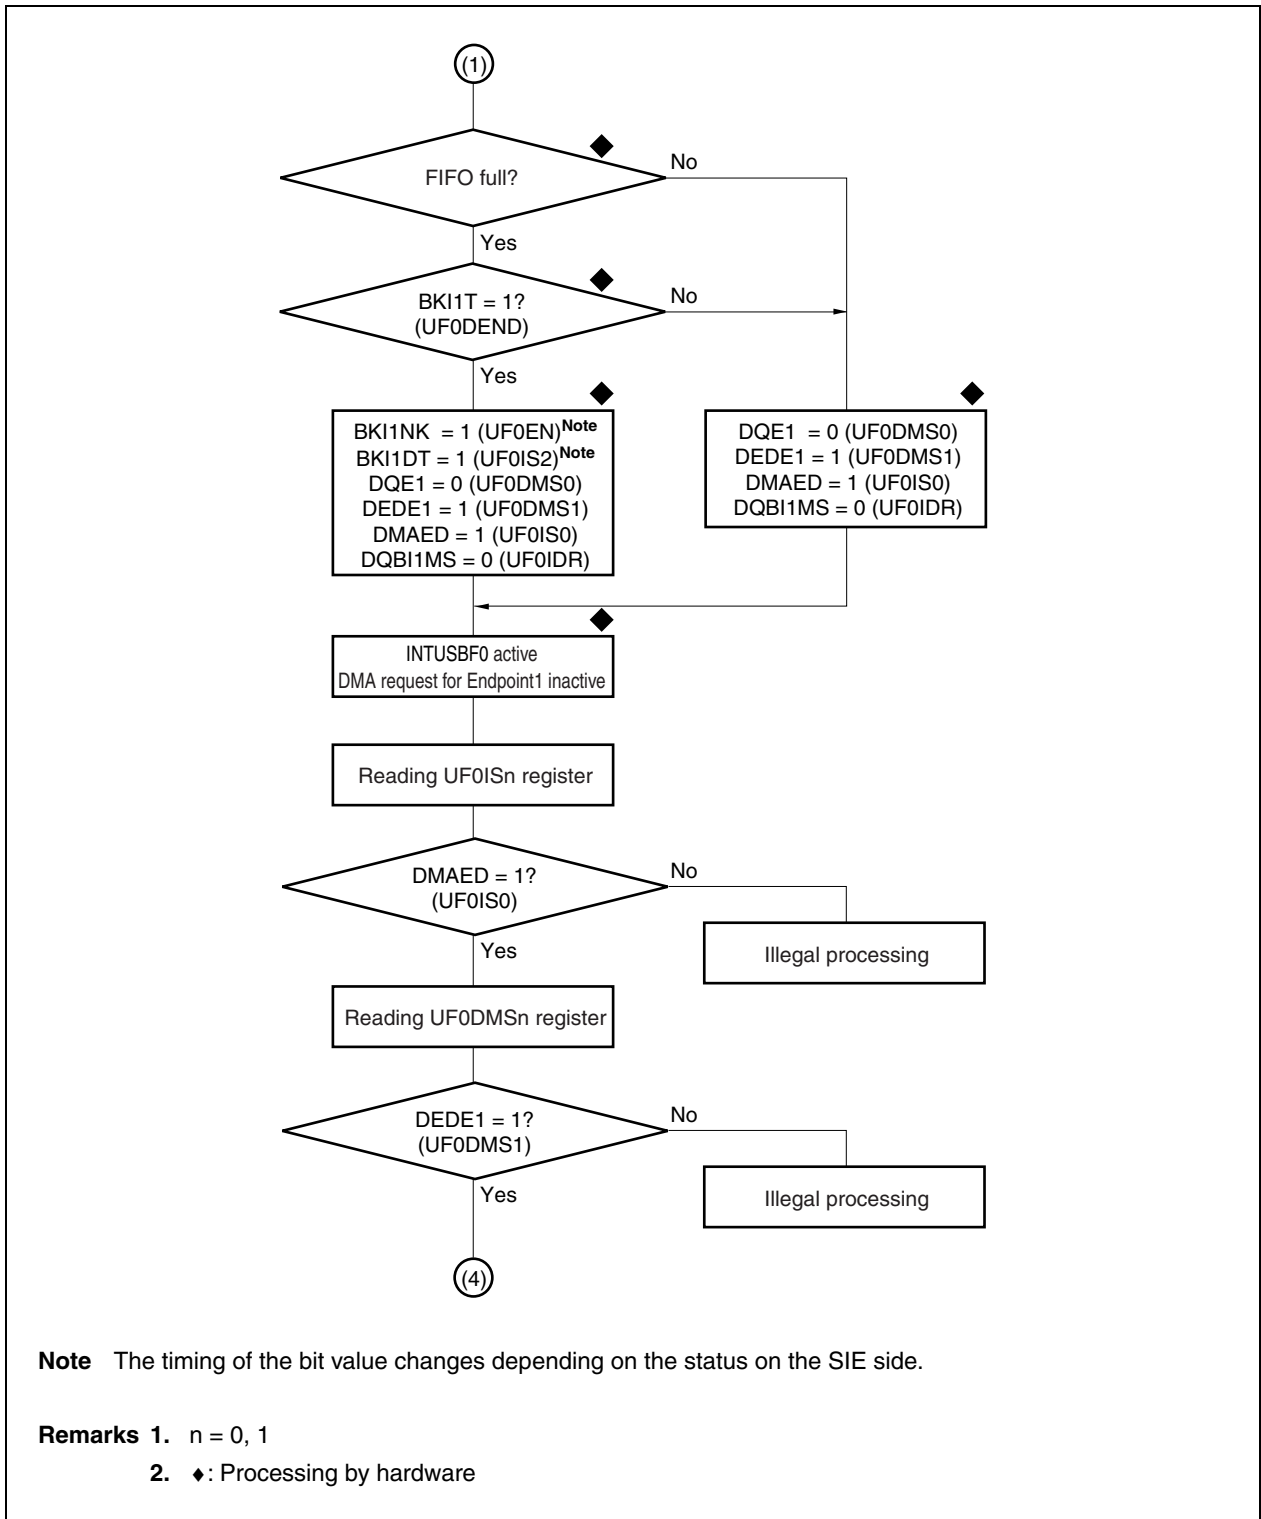 (1)
FIFO full?
No
Yes
BKI1T = 1?
(UF0DEND)
No
Yes
BKI1NK = 1 (UF0EN)Note
BKI1DT = 1 (UF0IS2)Note
DQE1 = 0 (UF0DMS0)
DEDE1 = 1 (UF0DMS1)
DMAED = 1 (UF0IS0)
DQBI1MS = 0 (UF0IDR)
DQE1 = 0 (UF0DMS0)
DEDE1 = 1 (UF0DMS1)
DMAED = 1 (UF0IS0)
DQBI1MS = 0 (UF0IDR)
INTUSBF0 active
DMA request for Endpoint1 inactive
Reading UF0ISn register
DMAED = 1?
(UF0IS0)
No
Yes
Illegal processing
Reading UF0DMSn register
DEDE1 = 1?
(UF0DMS1)
No
Yes
Illegal processing
(4)
Note The timing of the bit value changes depending on the status on the SIE side.
Remarks 1. n = 0, 1
2. ♦: Processing by hardware